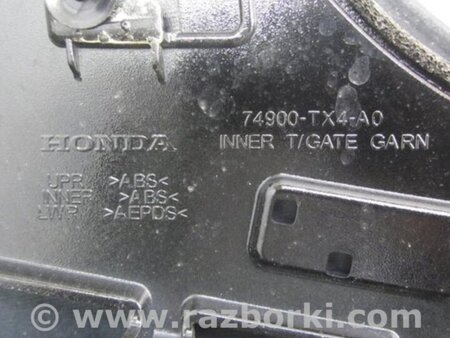 74900-TX4-A0
HONDA INNER T/GATE GARN
UPR >ABS<
INNER >ABS<
LWR >AEPDS<
© www.razborki.com